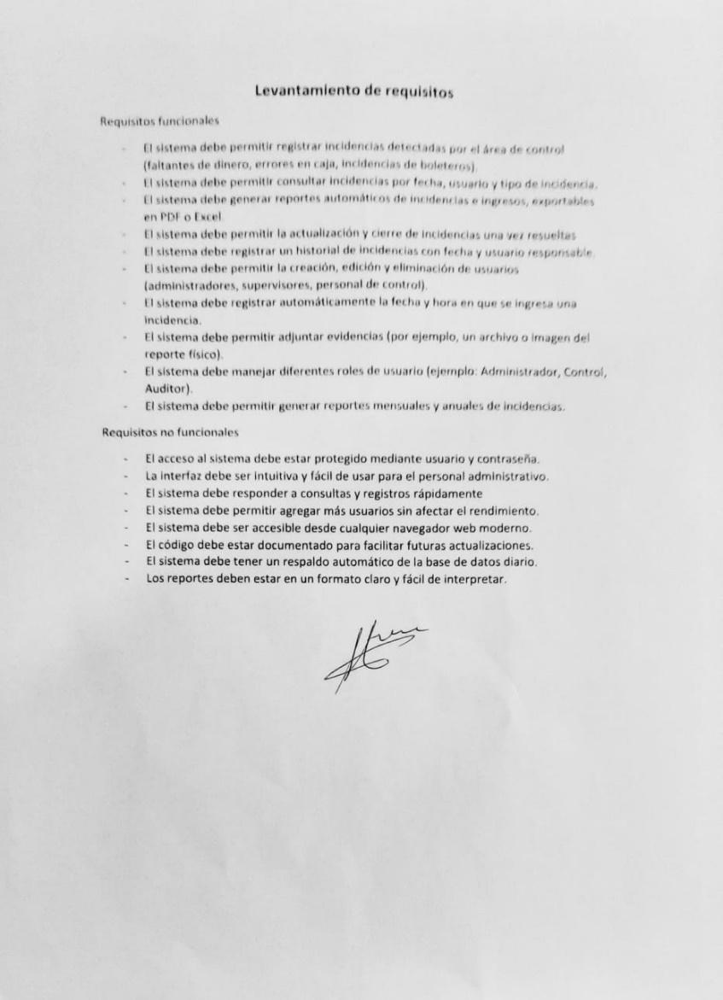 Levantamiento de requisitos
Requisitos funcionales
- El sistema debe permitir registrar incidencias detectadas por el área de control
(faltantes de dinero, errores en caja, incidencias de boleteros)
- El sistema debe permitir consultar incidencias por fecha, usuario y tipo de incidencia.
- El sistema debe generar reportes automáticos de incidencias e ingresos, exportables
en PDF o Excel
- El sistema debe permitir la actualización y cierre de incidencias una vez resueltas
- El sistema debe registrar un historial de incidencias con fecha y usuario responsable
- El sistema debe permitir la creación, edición y eliminación de usuarios
(administradores, supervisores, personal de control).
- El sistema debe registrar automáticamente la fecha y hora en que se ingresa una
incidencia.
- El sistema debe permitir adjuntar evidencias (por ejemplo, un archivo o imagen del
reporte físico).
- El sistema debe manejar diferentes roles de usuario (ejemplo: Administrador, Control,
Auditor).
- El sistema debe permitir generar reportes mensuales y anuales de incidencias.
Requisitos no funcionales
- El acceso al sistema debe estar protegido mediante usuario y contraseña.
- La interfaz debe ser intuitiva y fácil de usar para el personal administrativo.
- El sistema debe responder a consultas y registros rápidamente
- El sistema debe permitir agregar más usuarios sin afectar el rendimiento.
- El sistema debe ser accesible desde cualquier navegador web moderno.
- El código debe estar documentado para facilitar futuras actualizaciones.
- El sistema debe tener un respaldo automático de la base de datos diario.
- Los reportes deben estar en un formato claro y fácil de interpretar.